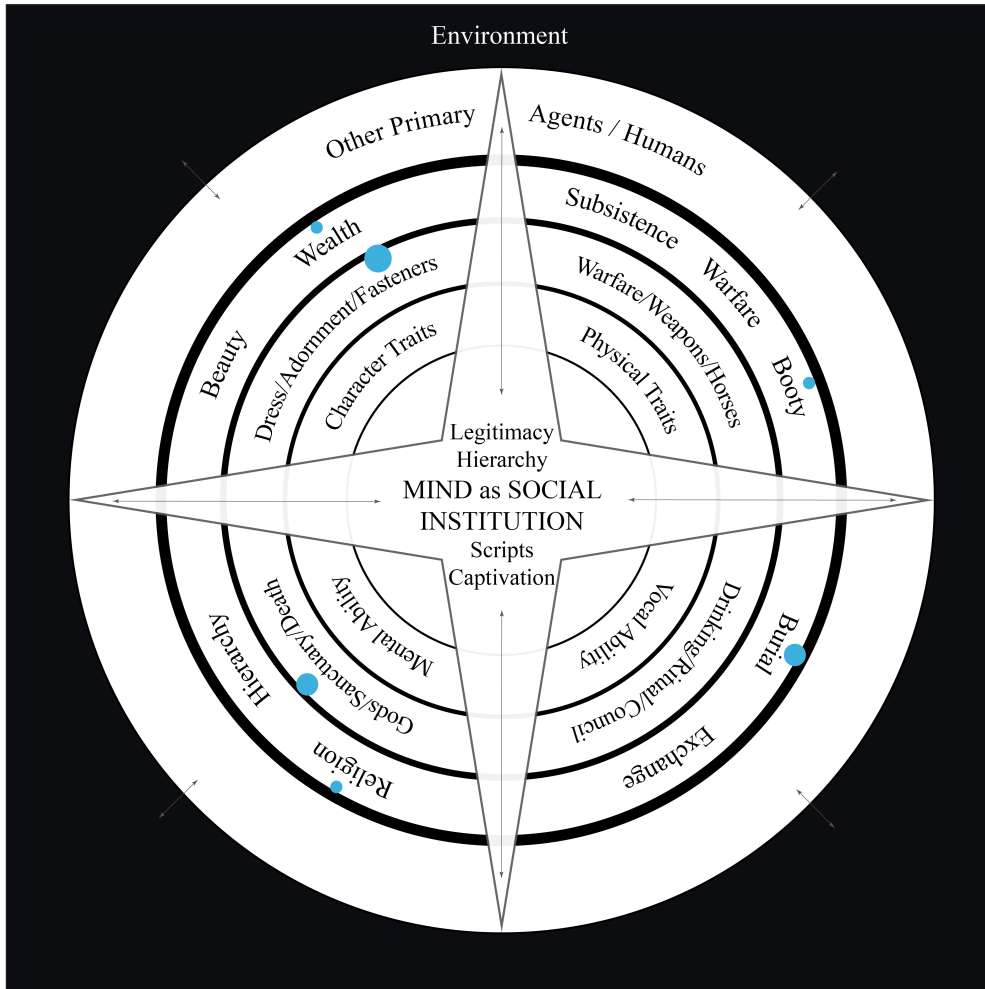 Environment
Other Primary
Agents / Humans
Wealth
Subsistence
Warfare
Booty
Beauty
Dress/Adornment/Fasteners
Warfare/Weapons/Horses
Character Traits
Physical Traits
Legitimacy
Hierarchy
MIND as SOCIAL
INSTITUTION
Scripts
Captivation
Mental Ability
Vocal Ability
Gods/Sanctuary/Death
Drinking/Ritual/Council
Hierarchy
Religion
Burial
Exchange